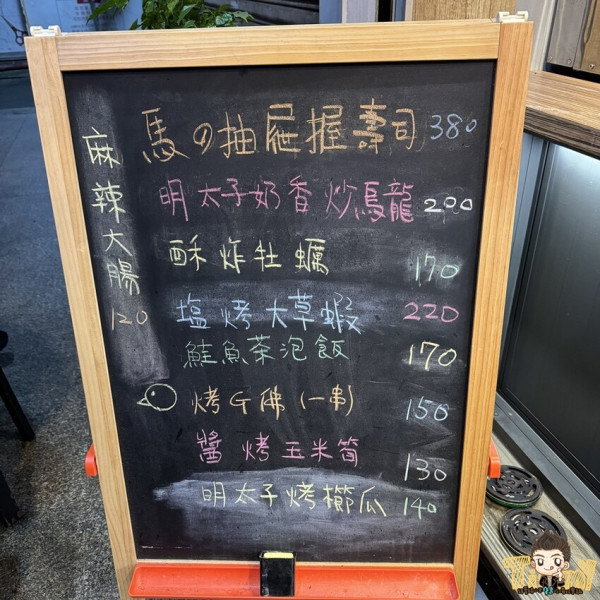 馬の抽屜握壽司 380
明太子奶香炒烏龍 200
酥炸牡蠣 170
塩烤大草蝦 220
鮭魚茶泡飯 170
烤G佛(一串) 150
醬烤玉米筍 130
明太子烤櫛瓜 140
麻辣大腸 120